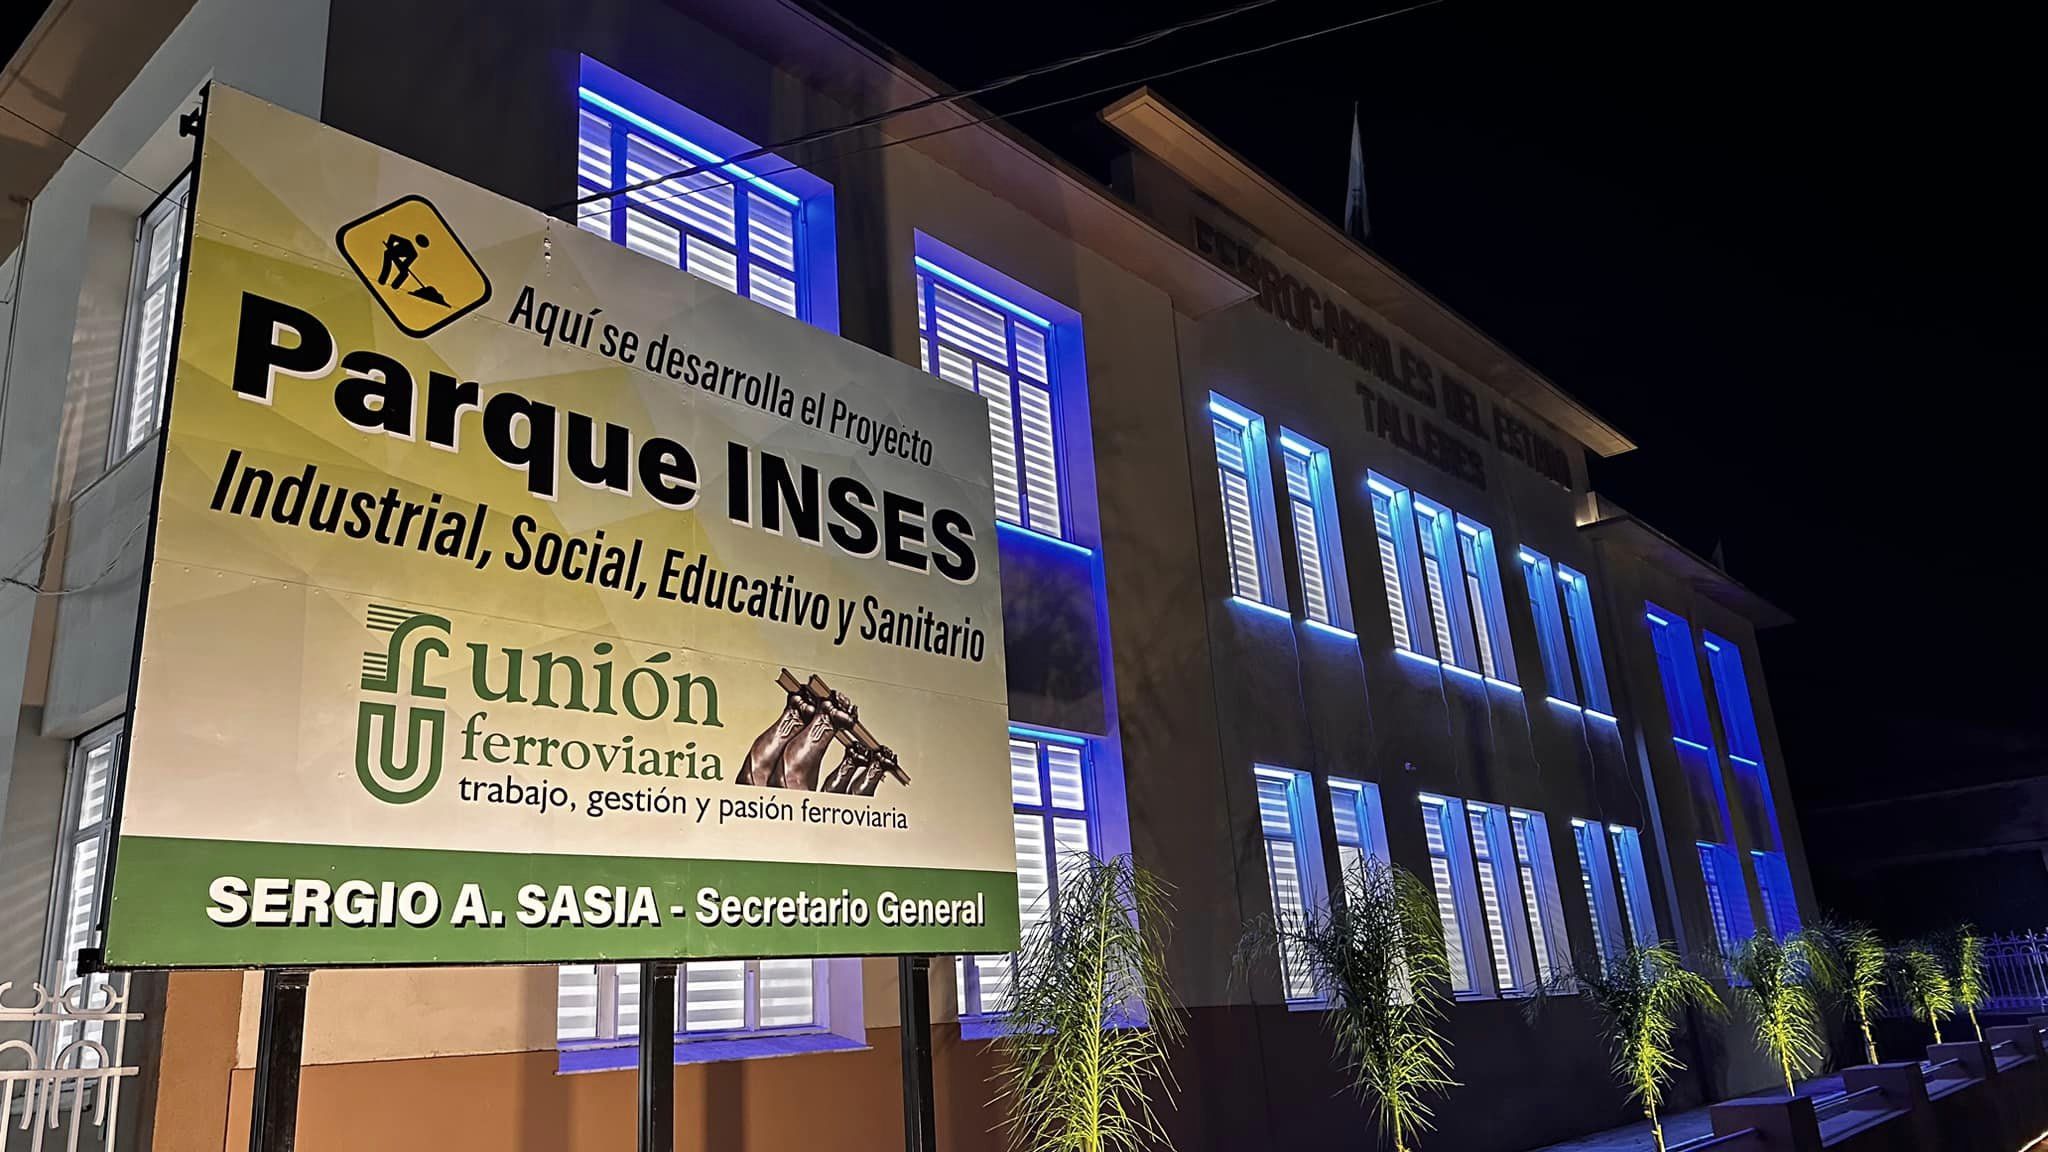 Aquí se desarrolla el Proyecto
Parque INSES
Industrial, Social, Educativo y Sanitario
unión
ferroviaria
trabajo, gestión y pasión ferroviaria
SERGIO A. SASIA - Secretario General
FERROCARRILES DEL ESTADO
TALLERES